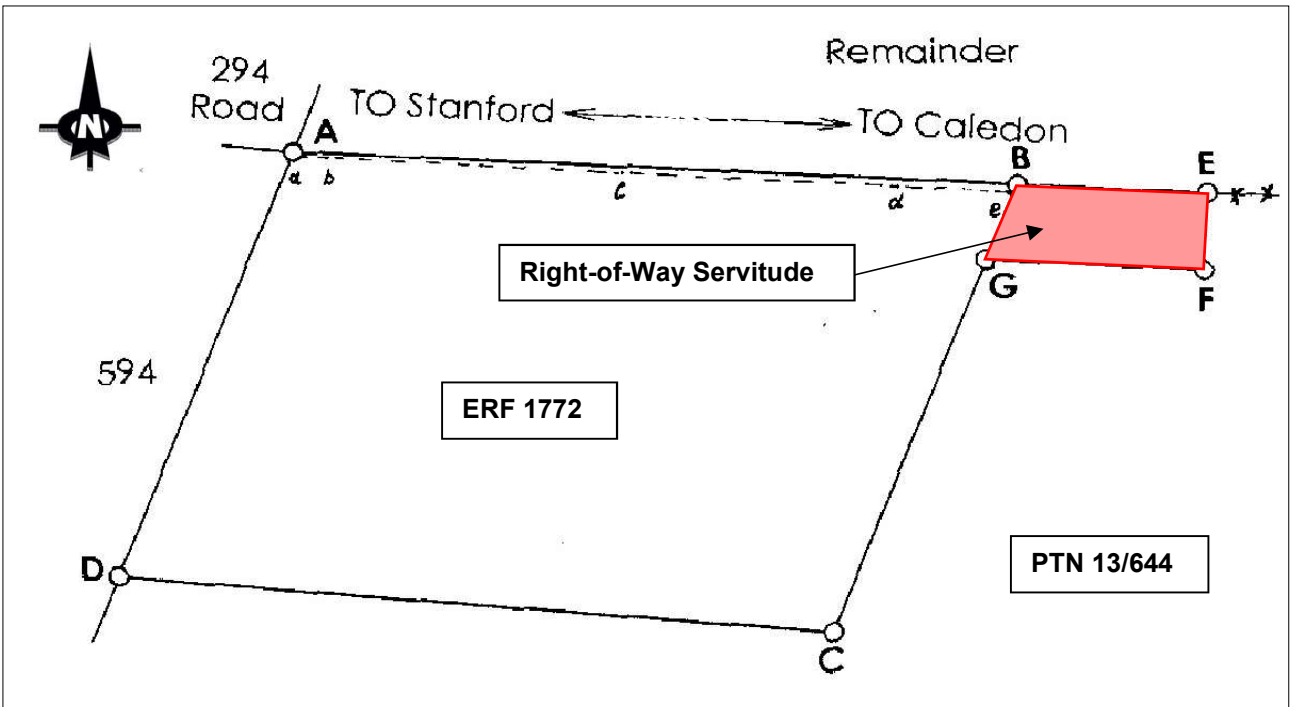 Remainder
294
Road
TO Stanford
TO Caledon
N
A
B
E
a
b
c
d
e
Right-of-Way Servitude
G
F
594
ERF 1772
PTN 13/644
D
C